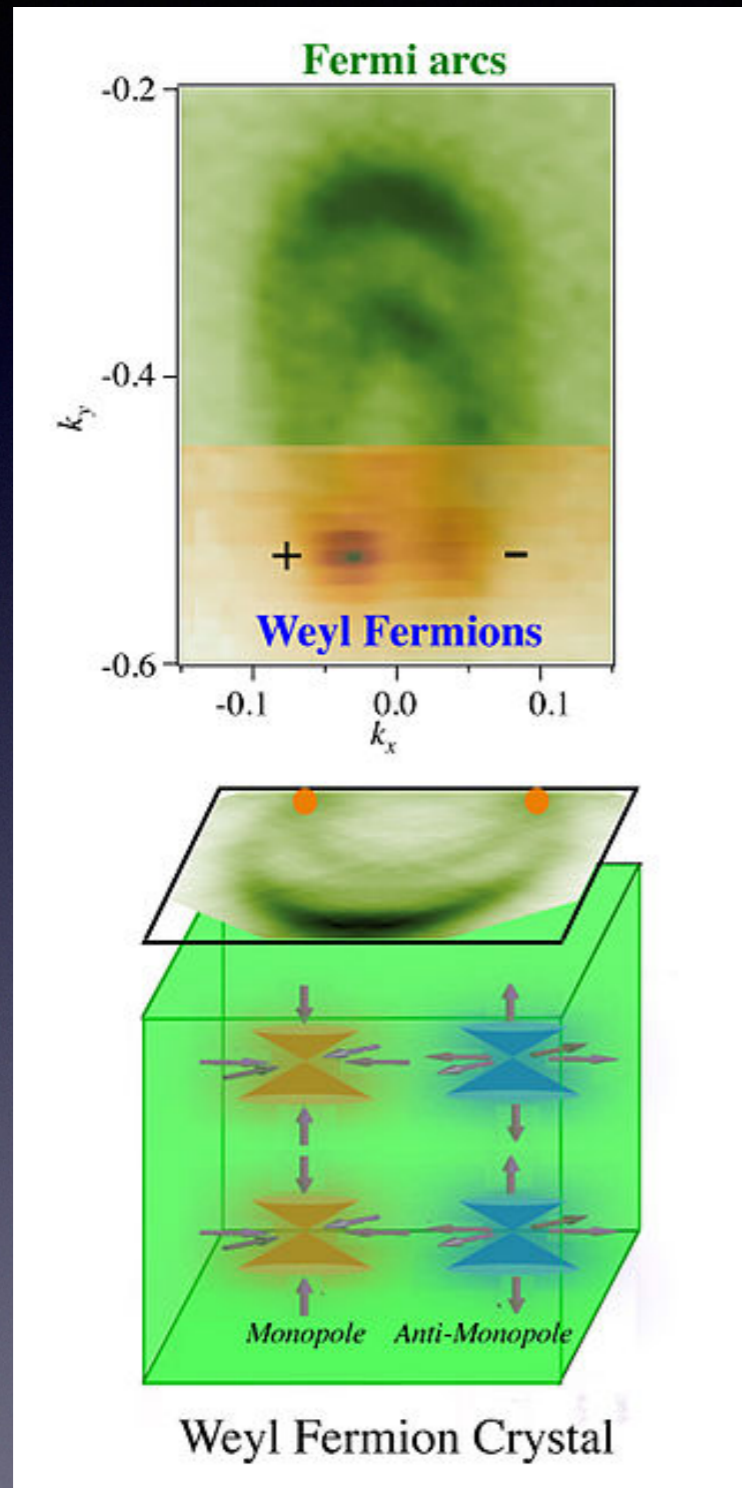 Fermi arcs
-0.2
-0.4
k_y
+ -
Weyl Fermions
-0.6
-0.1 0.0 0.1
k_x
Monopole Anti-Monopole
Weyl Fermion Crystal